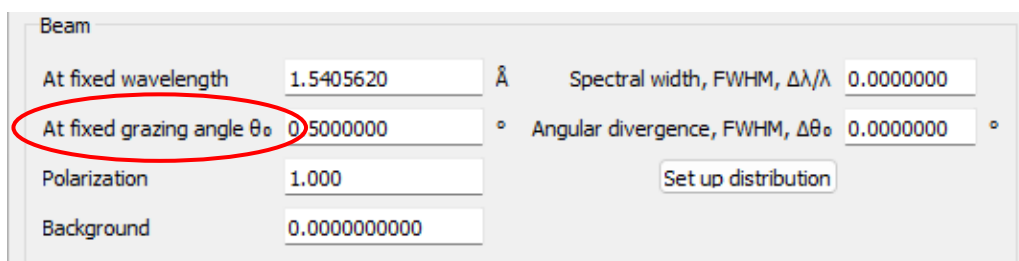 Beam
At fixed wavelength 1.5405620 Å Spectral width, FWHM, Δλ/λ 0.0000000
At fixed grazing angle θ₀ 0.5000000 ° Angular divergence, FWHM, Δθ₀ 0.0000000 °
Polarization 1.000 Set up distribution
Background 0.0000000000